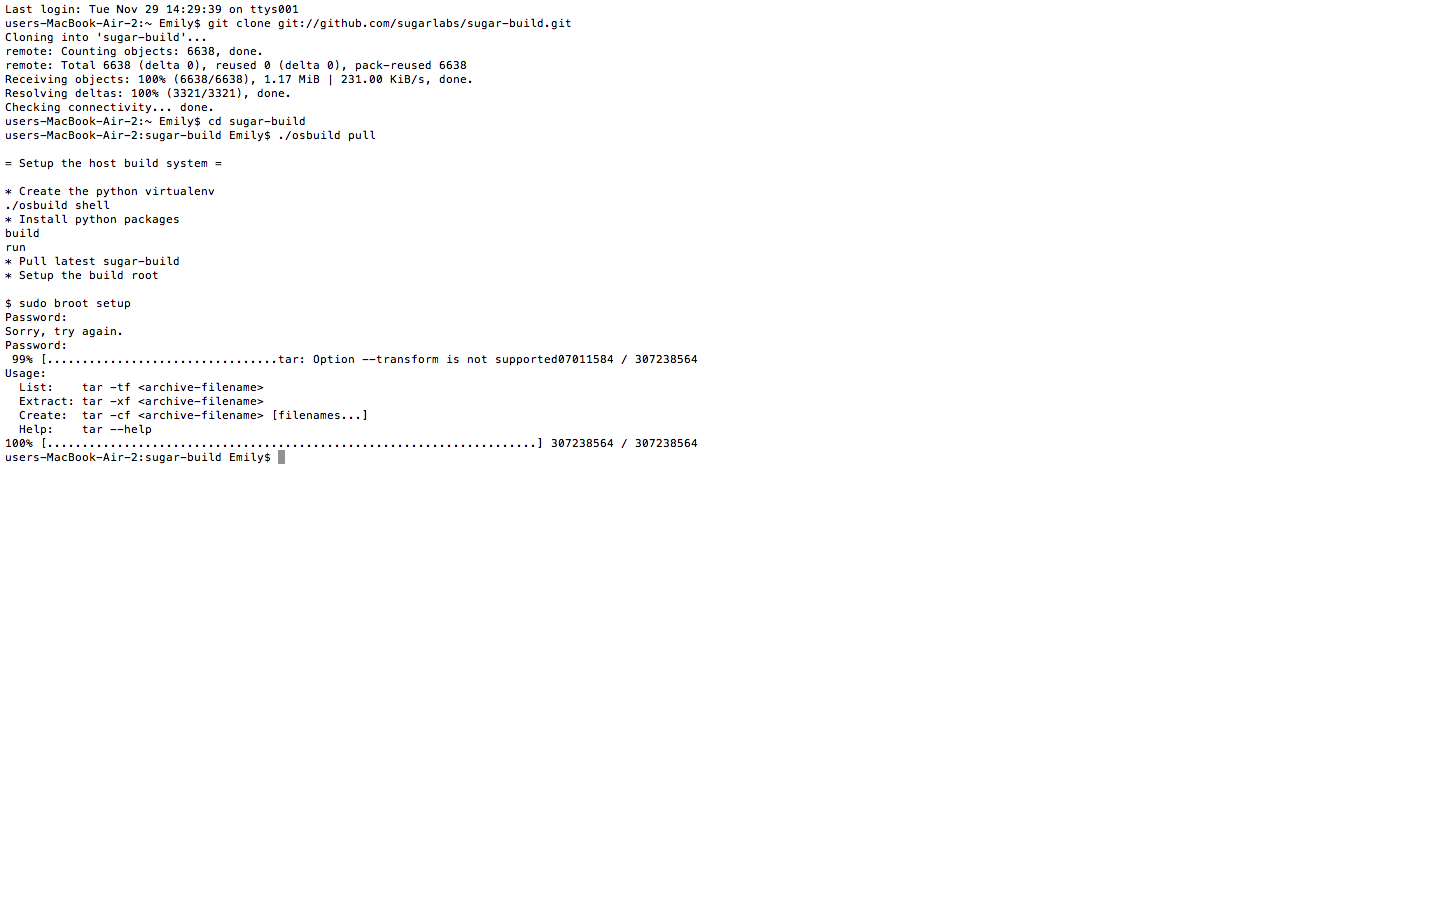 Last login: Tue Nov 29 14:29:39 on ttys001
users-MacBook-Air-2:~ Emily$ git clone git://github.com/sugarlabs/sugar-build.git
Cloning into 'sugar-build'...
remote: Counting objects: 6638, done.
remote: Total 6638 (delta 0), reused 0 (delta 0), pack-reused 6638
Receiving objects: 100% (6638/6638), 1.17 MiB | 231.00 KiB/s, done.
Resolving deltas: 100% (3321/3321), done.
Checking connectivity... done.
users-MacBook-Air-2:~ Emily$ cd sugar-build
users-MacBook-Air-2:sugar-build Emily$ ./osbuild pull

= Setup the host build system =

* Create the python virtualenv
./osbuild shell
* Install python packages
build
run
* Pull latest sugar-build
* Setup the build root

$ sudo broot setup
Password:
Sorry, try again.
Password:
 99% [.................................tar: Option --transform is not supported07011584 / 307238564
Usage:
  List:    tar -tf <archive-filename>
  Extract: tar -xf <archive-filename>
  Create:  tar -cf <archive-filename> [filenames...]
  Help:    tar --help
100% [......................................................................] 307238564 / 307238564
users-MacBook-Air-2:sugar-build Emily$